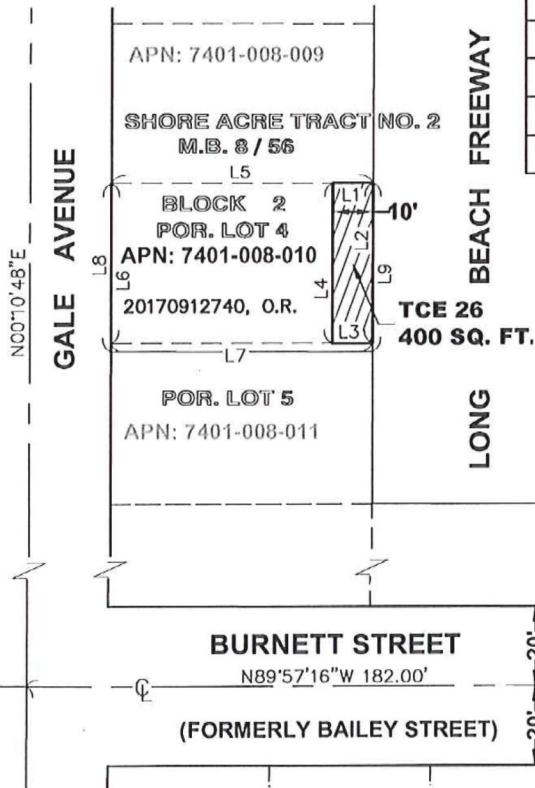 APN: 7401-008-009
SHORE ACRE TRACT NO. 2
M.B. 8 / 56
L5
BLOCK 2
POR. LOT 4
APN: 7401-008-010
20170912740, O.R.
L1
L2
L3
L4
10'
L6
L8
L9
L7
TCE 26
400 SQ. FT.
N00°10'48"E
GALE AVENUE
LONG BEACH FREEWAY
POR. LOT 5
APN: 7401-008-011
BURNETT STREET
N89°57'16"W 182.00'
℄
(FORMERLY BAILEY STREET)
20'
20'